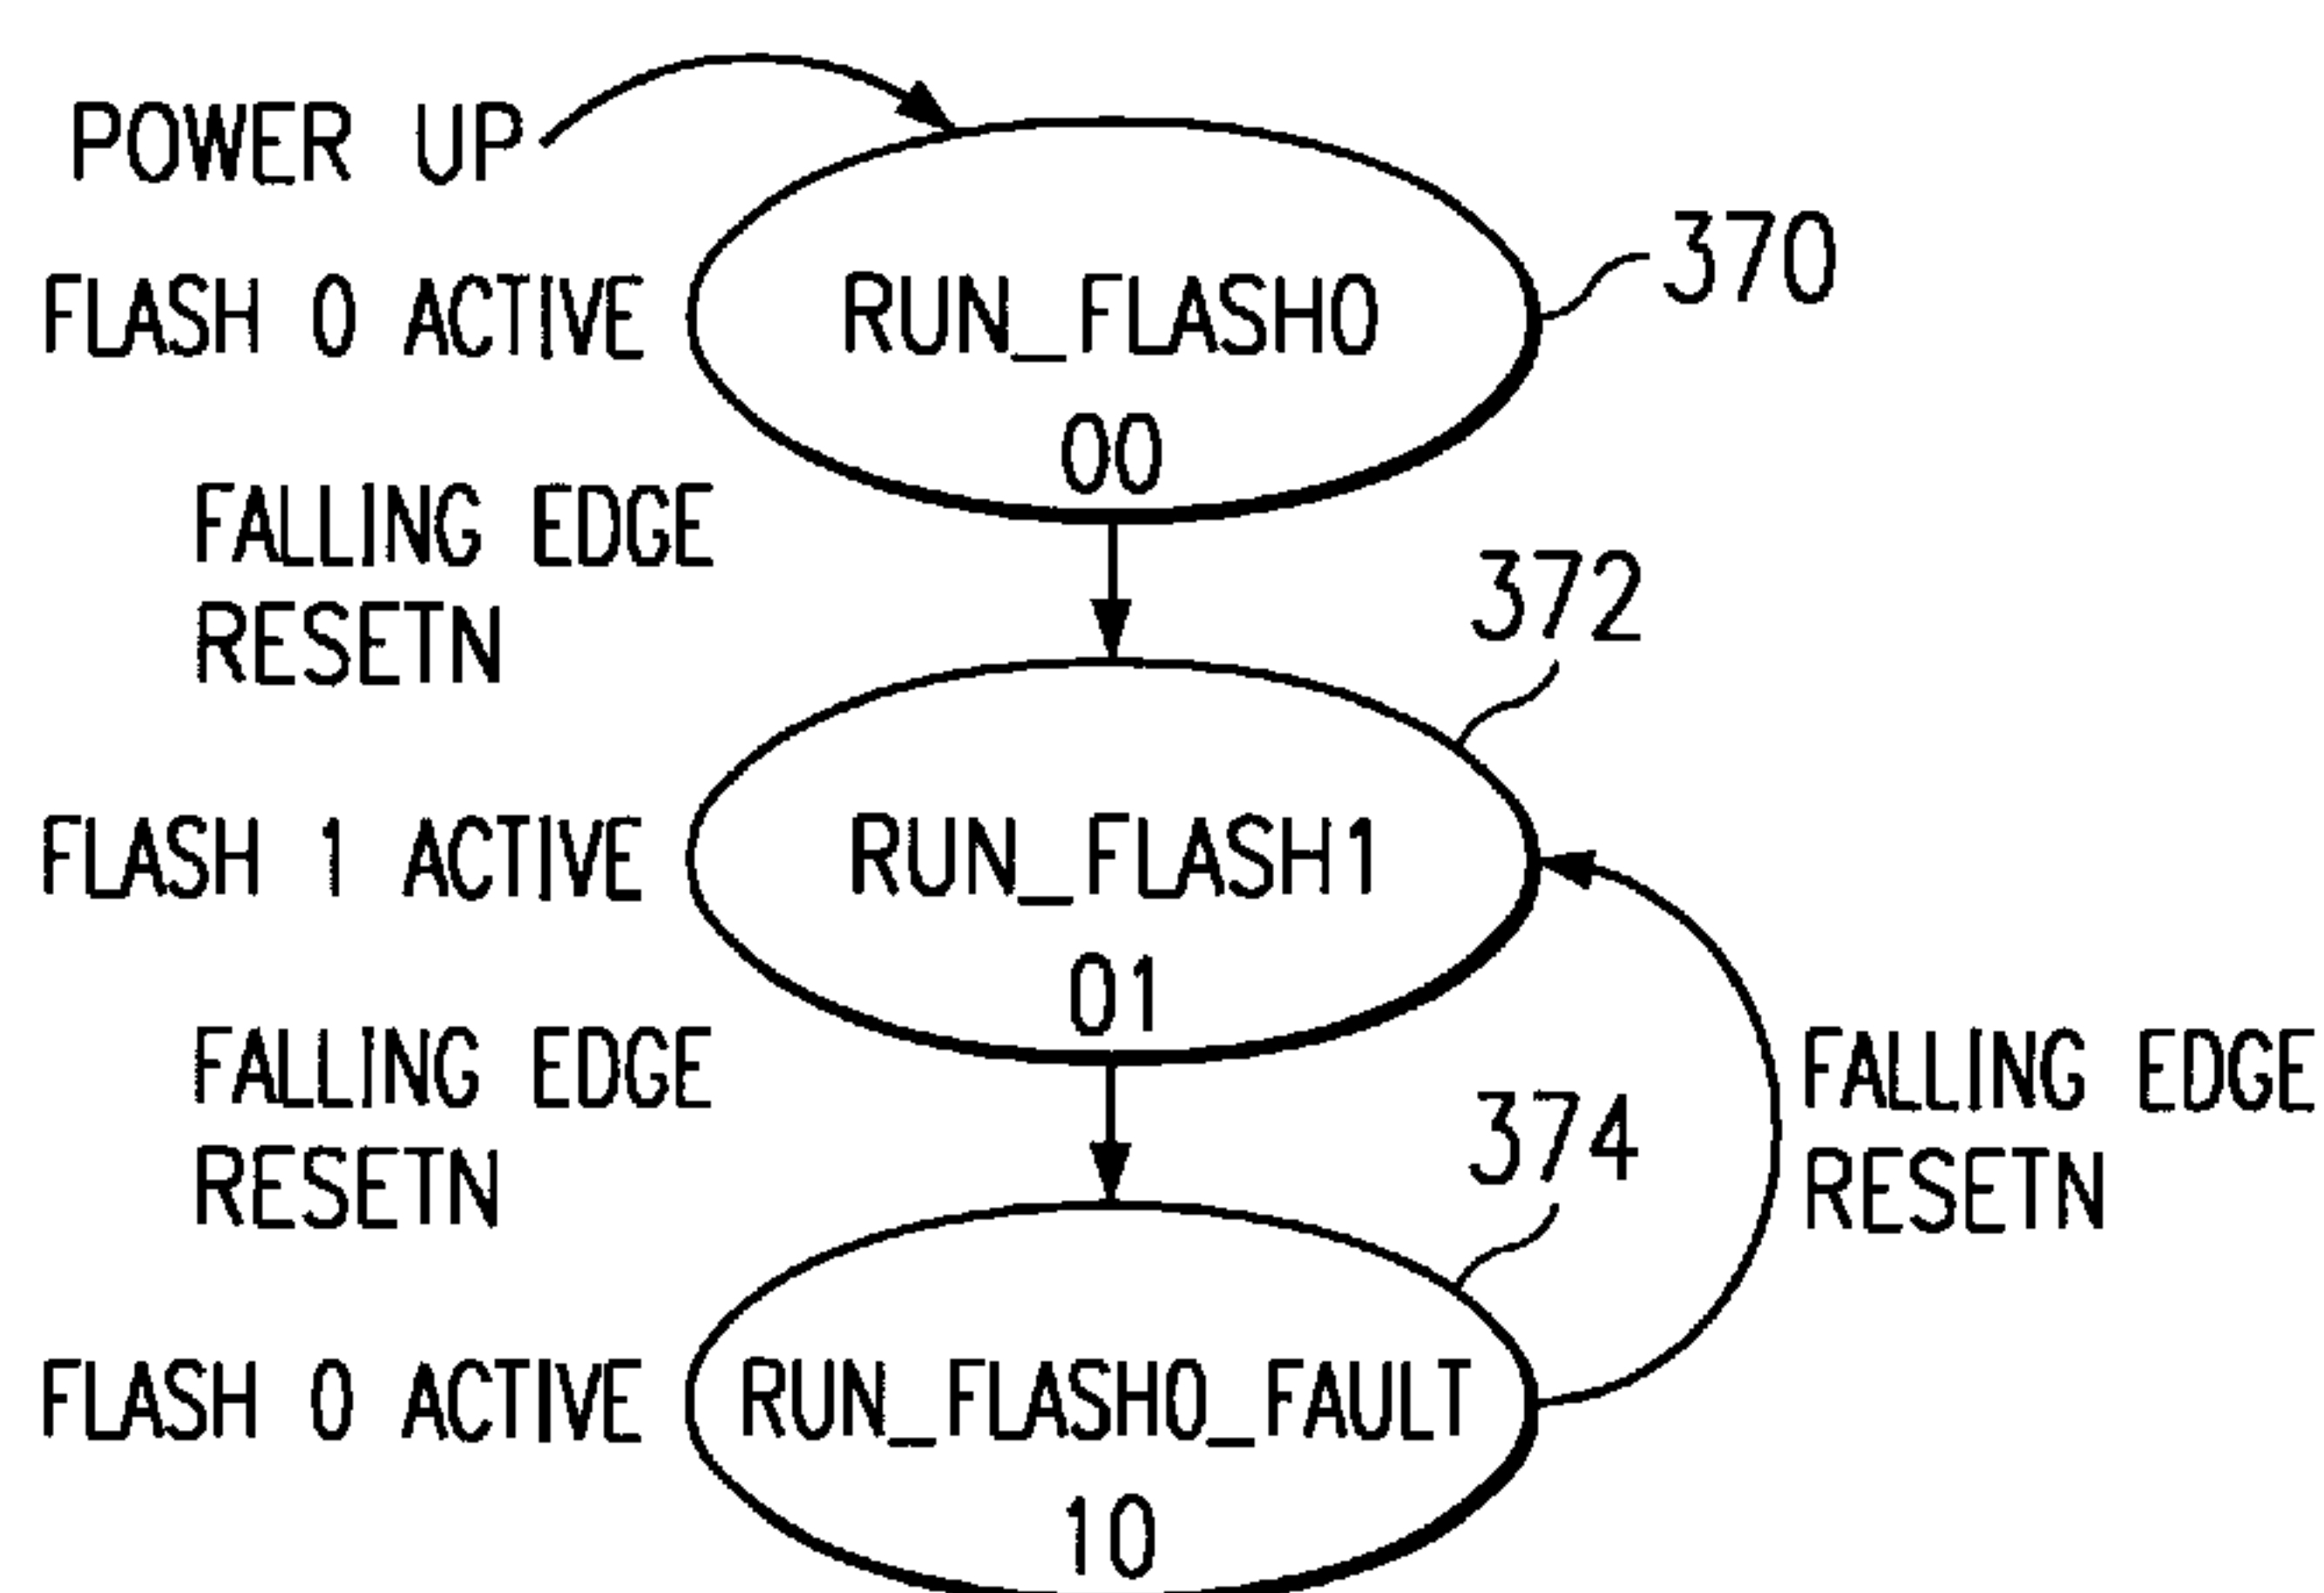 POWER UP
FLASH 0 ACTIVE
RUN_FLASH0
370
00
FALLING EDGE
RESETN
372
FLASH 1 ACTIVE
RUN_FLASH1
01
FALLING EDGE
RESETN
FALLING EDGE
RESETN
374
FLASH 0 ACTIVE
RUN_FLASH0_FAULT
10